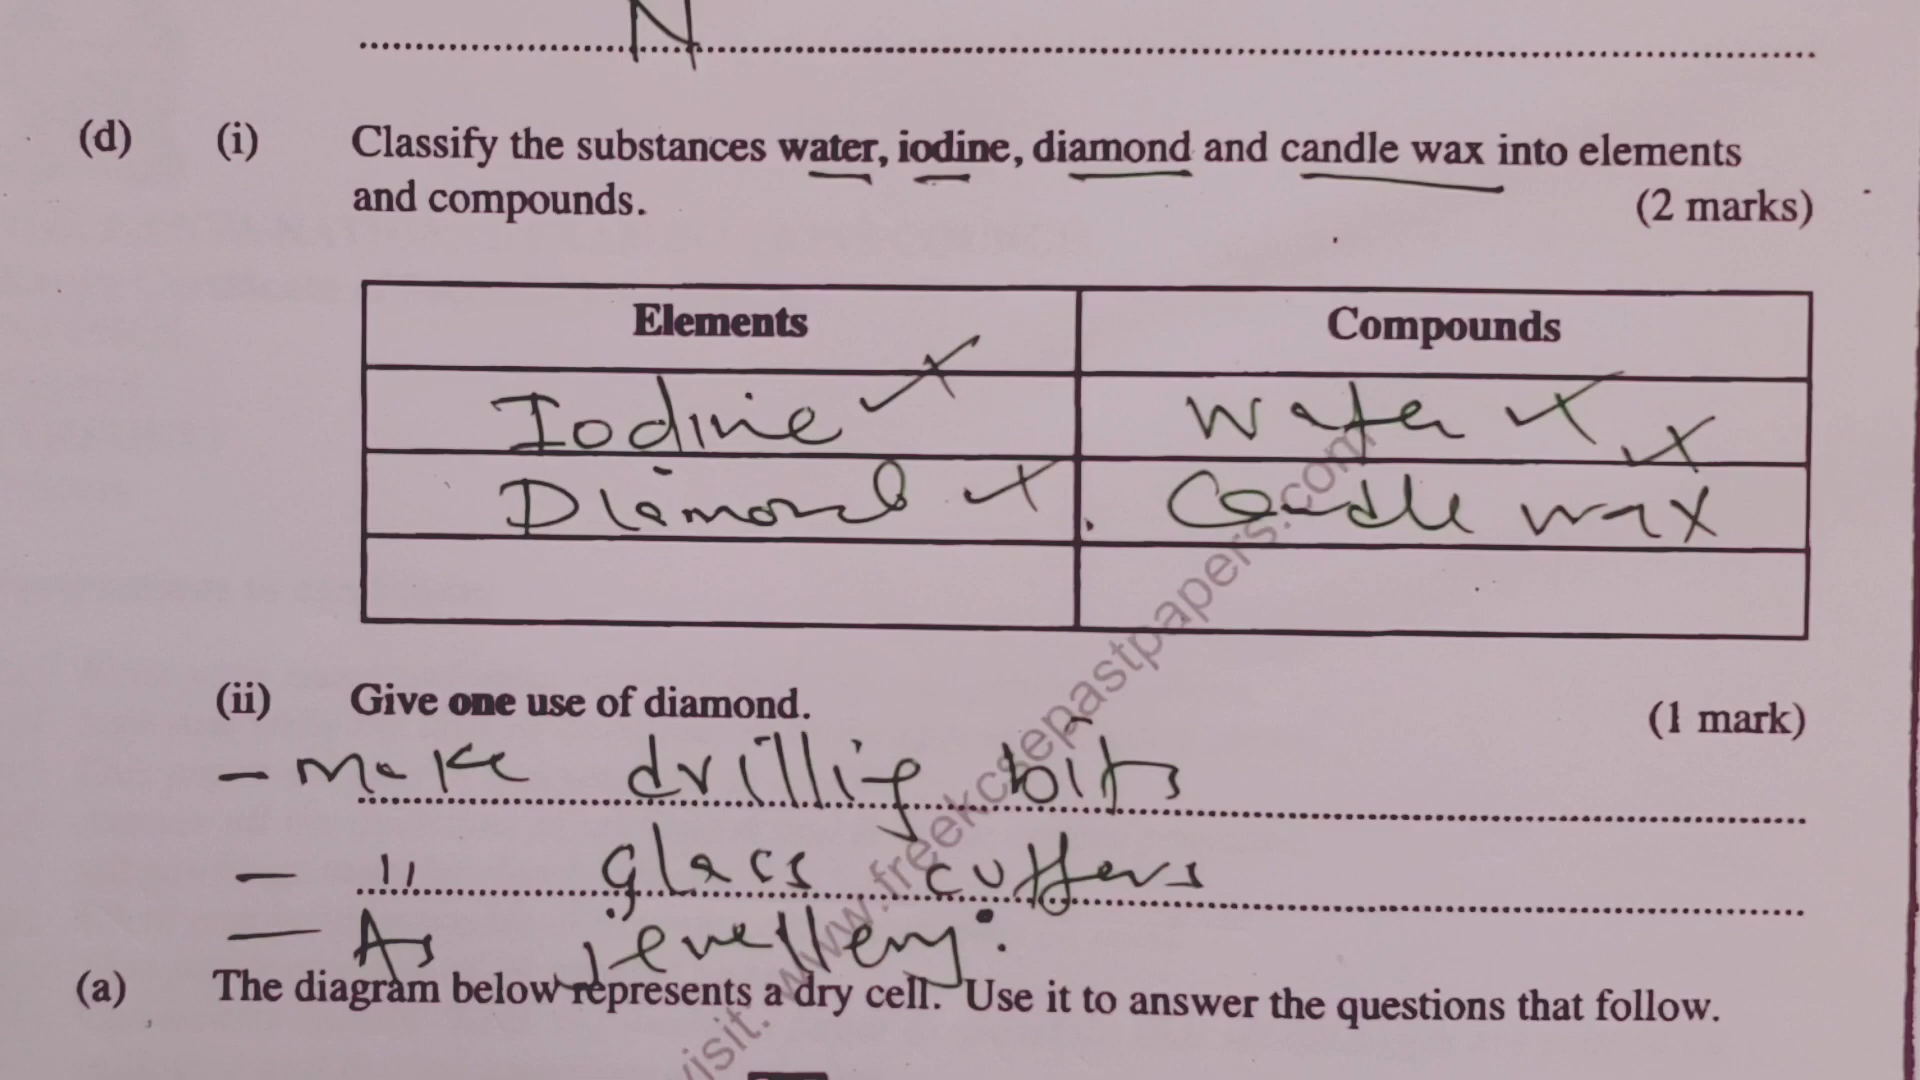 N
(d) (i) Classify the substances water, iodine, diamond and candle wax into elements
and compounds. (2 marks)
Elements Compounds
Iodine Water
Diamond Candle wax
(ii) Give one use of diamond. (1 mark)
- Make drillig bits
- " glass cutters
- As jewellery.
(a) The diagram below represents a dry cell. Use it to answer the questions that follow.
visit: www.freekcsepastpapers.com